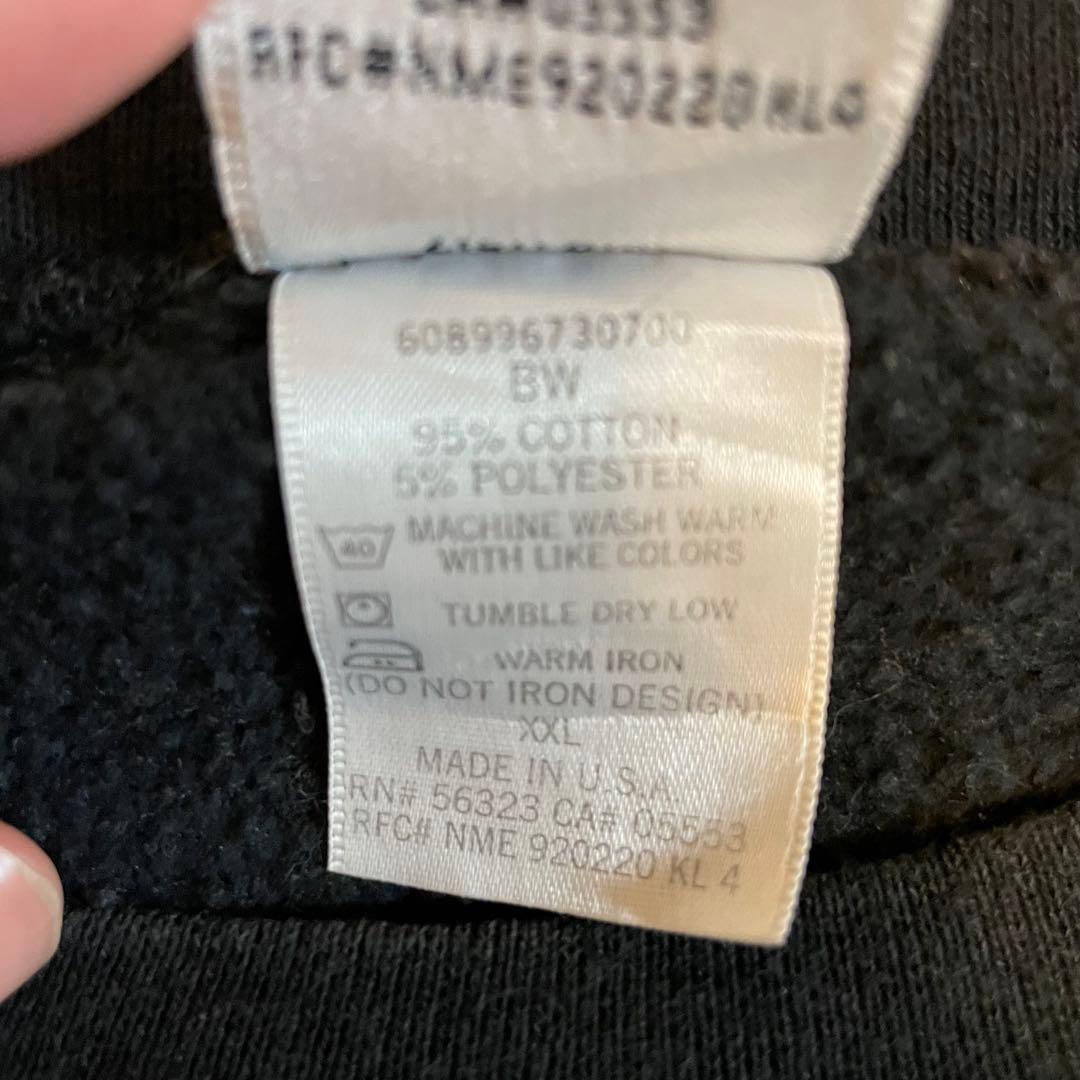 RFC#NME920220KL4
608996730700
BW
95% COTTON
5% POLYESTER
40 MACHINE WASH WARM
WITH LIKE COLORS
TUMBLE DRY LOW
WARM IRON
(DO NOT IRON DESIGN)
XXL
MADE IN U.S.A.
RN# 56323 CA# 05553
RFC# NME 920220 KL 4